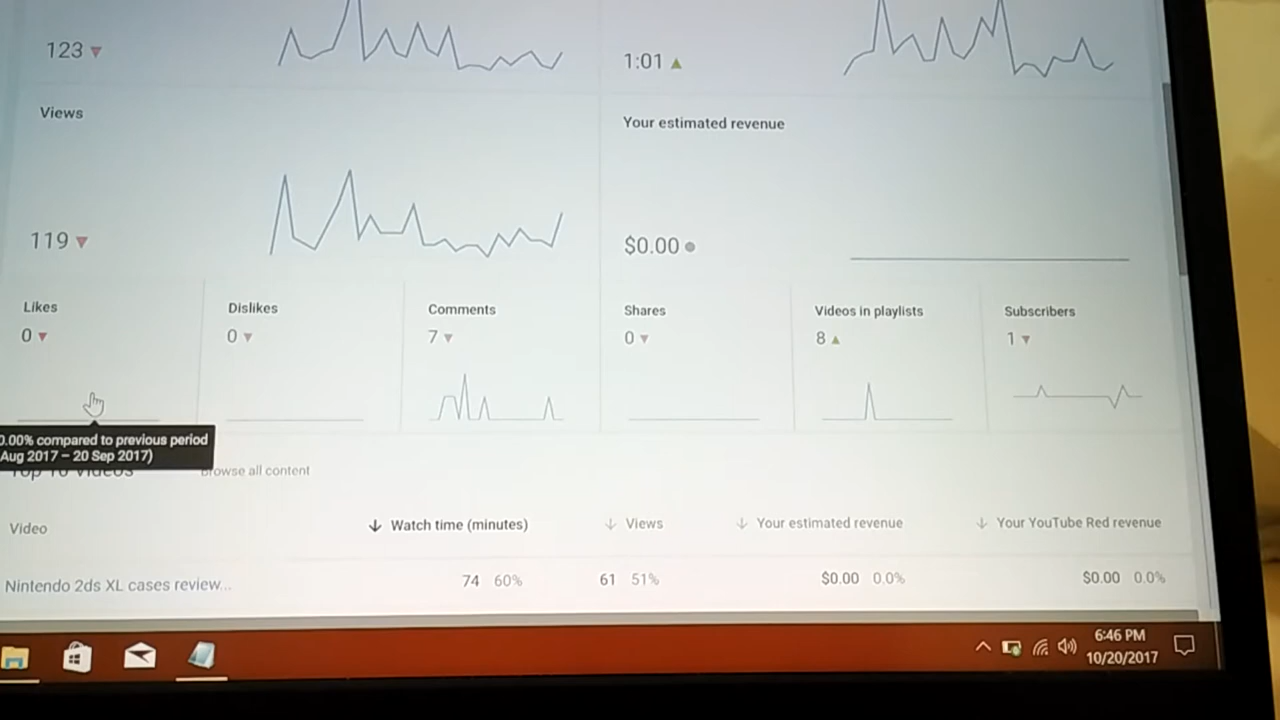 123
1:01
Views
Your estimated revenue
119
$0.00
Likes
Dislikes
Comments
Shares
Videos in playlists
Subscribers
0
0
7
0
8
1
0.00% compared to previous period
Aug 2017 – 20 Sep 2017)
Top 10 Videos
Browse all content
Video
Watch time (minutes)
Views
Your estimated revenue
Your YouTube Red revenue
Nintendo 2ds XL cases review...
74 60%
61 51%
$0.00 0.0%
$0.00 0.0%
6:46 PM
10/20/2017